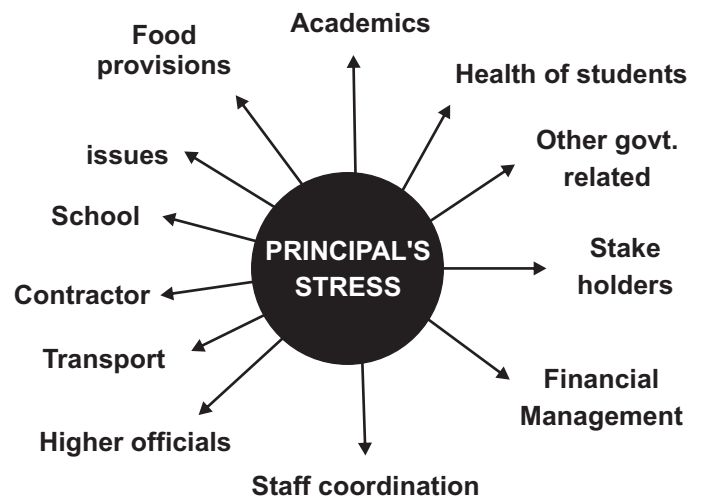 Academics
Food
provisions
Health of students
issues
Other govt.
related
School
PRINCIPAL'S
STRESS
Stake
holders
Contractor
Transport
Financial
Management
Higher officials
Staff coordination